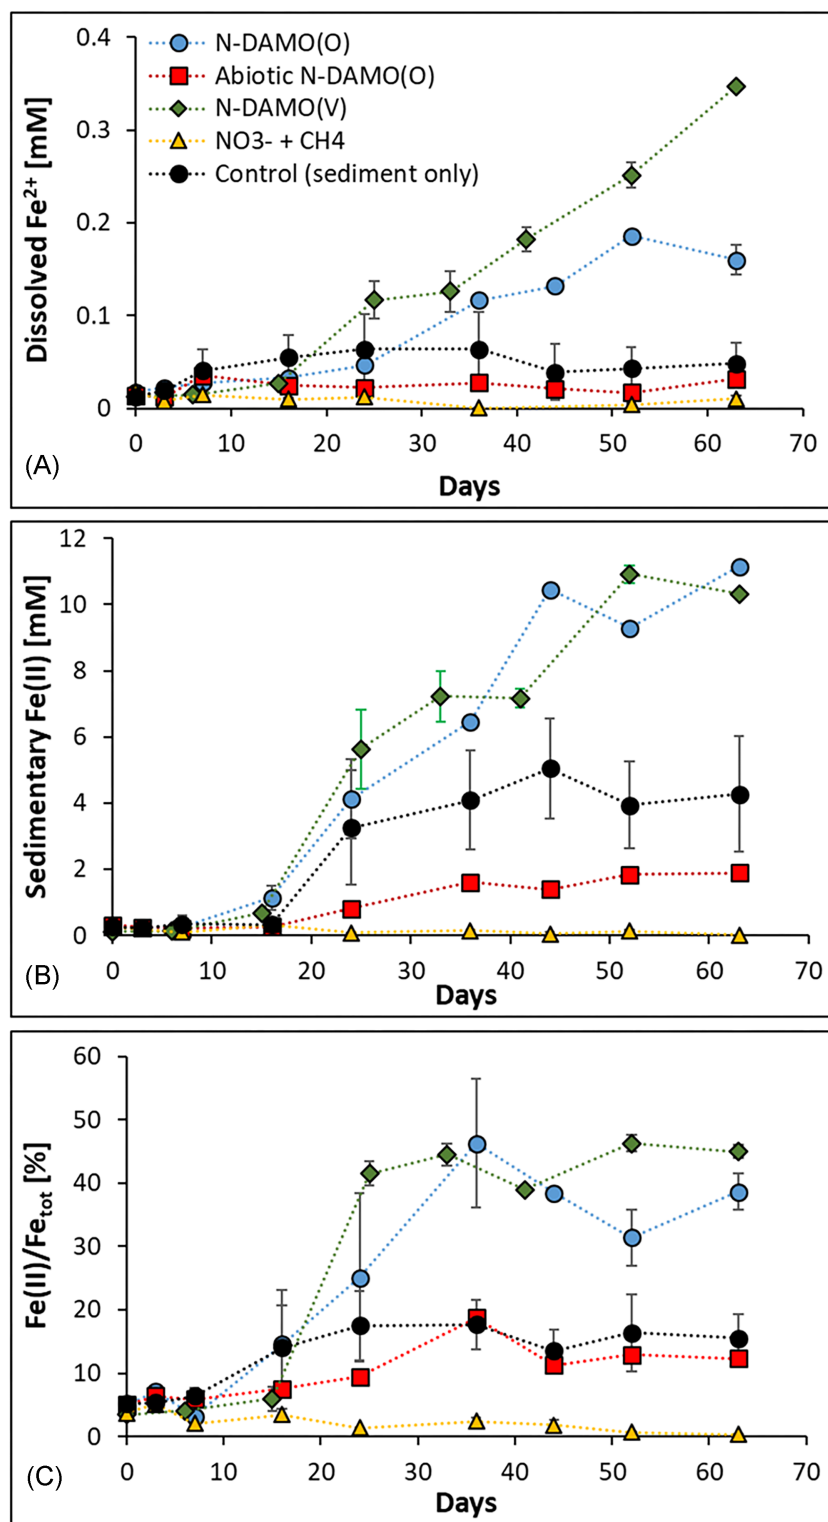 0.4
N-DAMO(O)
Abiotic N-DAMO(O)
N-DAMO(V)
NO3- + CH4
Control (sediment only)
0.3
0.2
0.1
0
Dissolved Fe²⁺ [mM]
0 10 20 30 40 50 60 70
Days
(A)
12
10
8
6
4
2
0
Sedimentary Fe(II) [mM]
0 10 20 30 40 50 60 70
Days
(B)
60
50
40
30
20
10
0
Fe(II)/Fe_tot [%]
0 10 20 30 40 50 60 70
Days
(C)